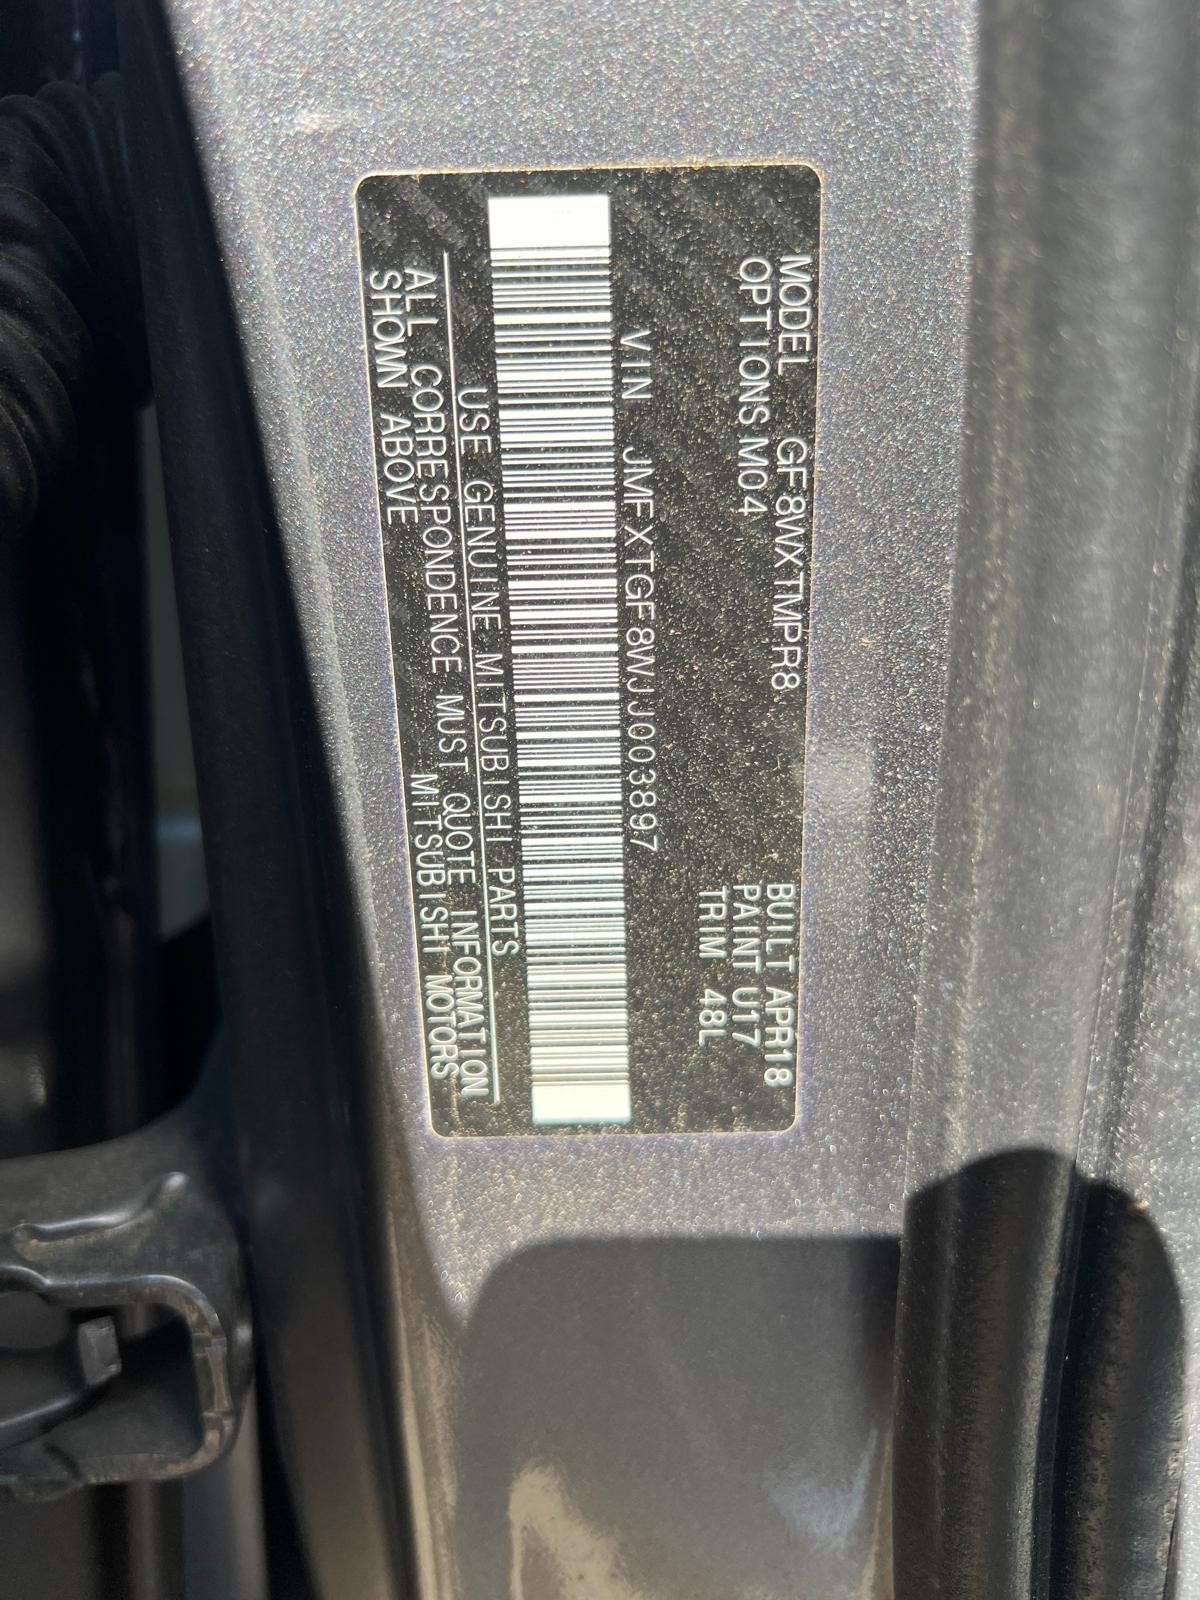 MODEL GF8WXTMPR8 BUILT APR18
OPTIONS M04 PAINT U17
TRIM 48L
VIN JMFXTGF8WJJ003897
USE GENUINE MITSUBISHI PARTS
ALL CORRESPONDENCE MUST QUOTE INFORMATION
SHOWN ABOVE MITSUBISHI MOTORS